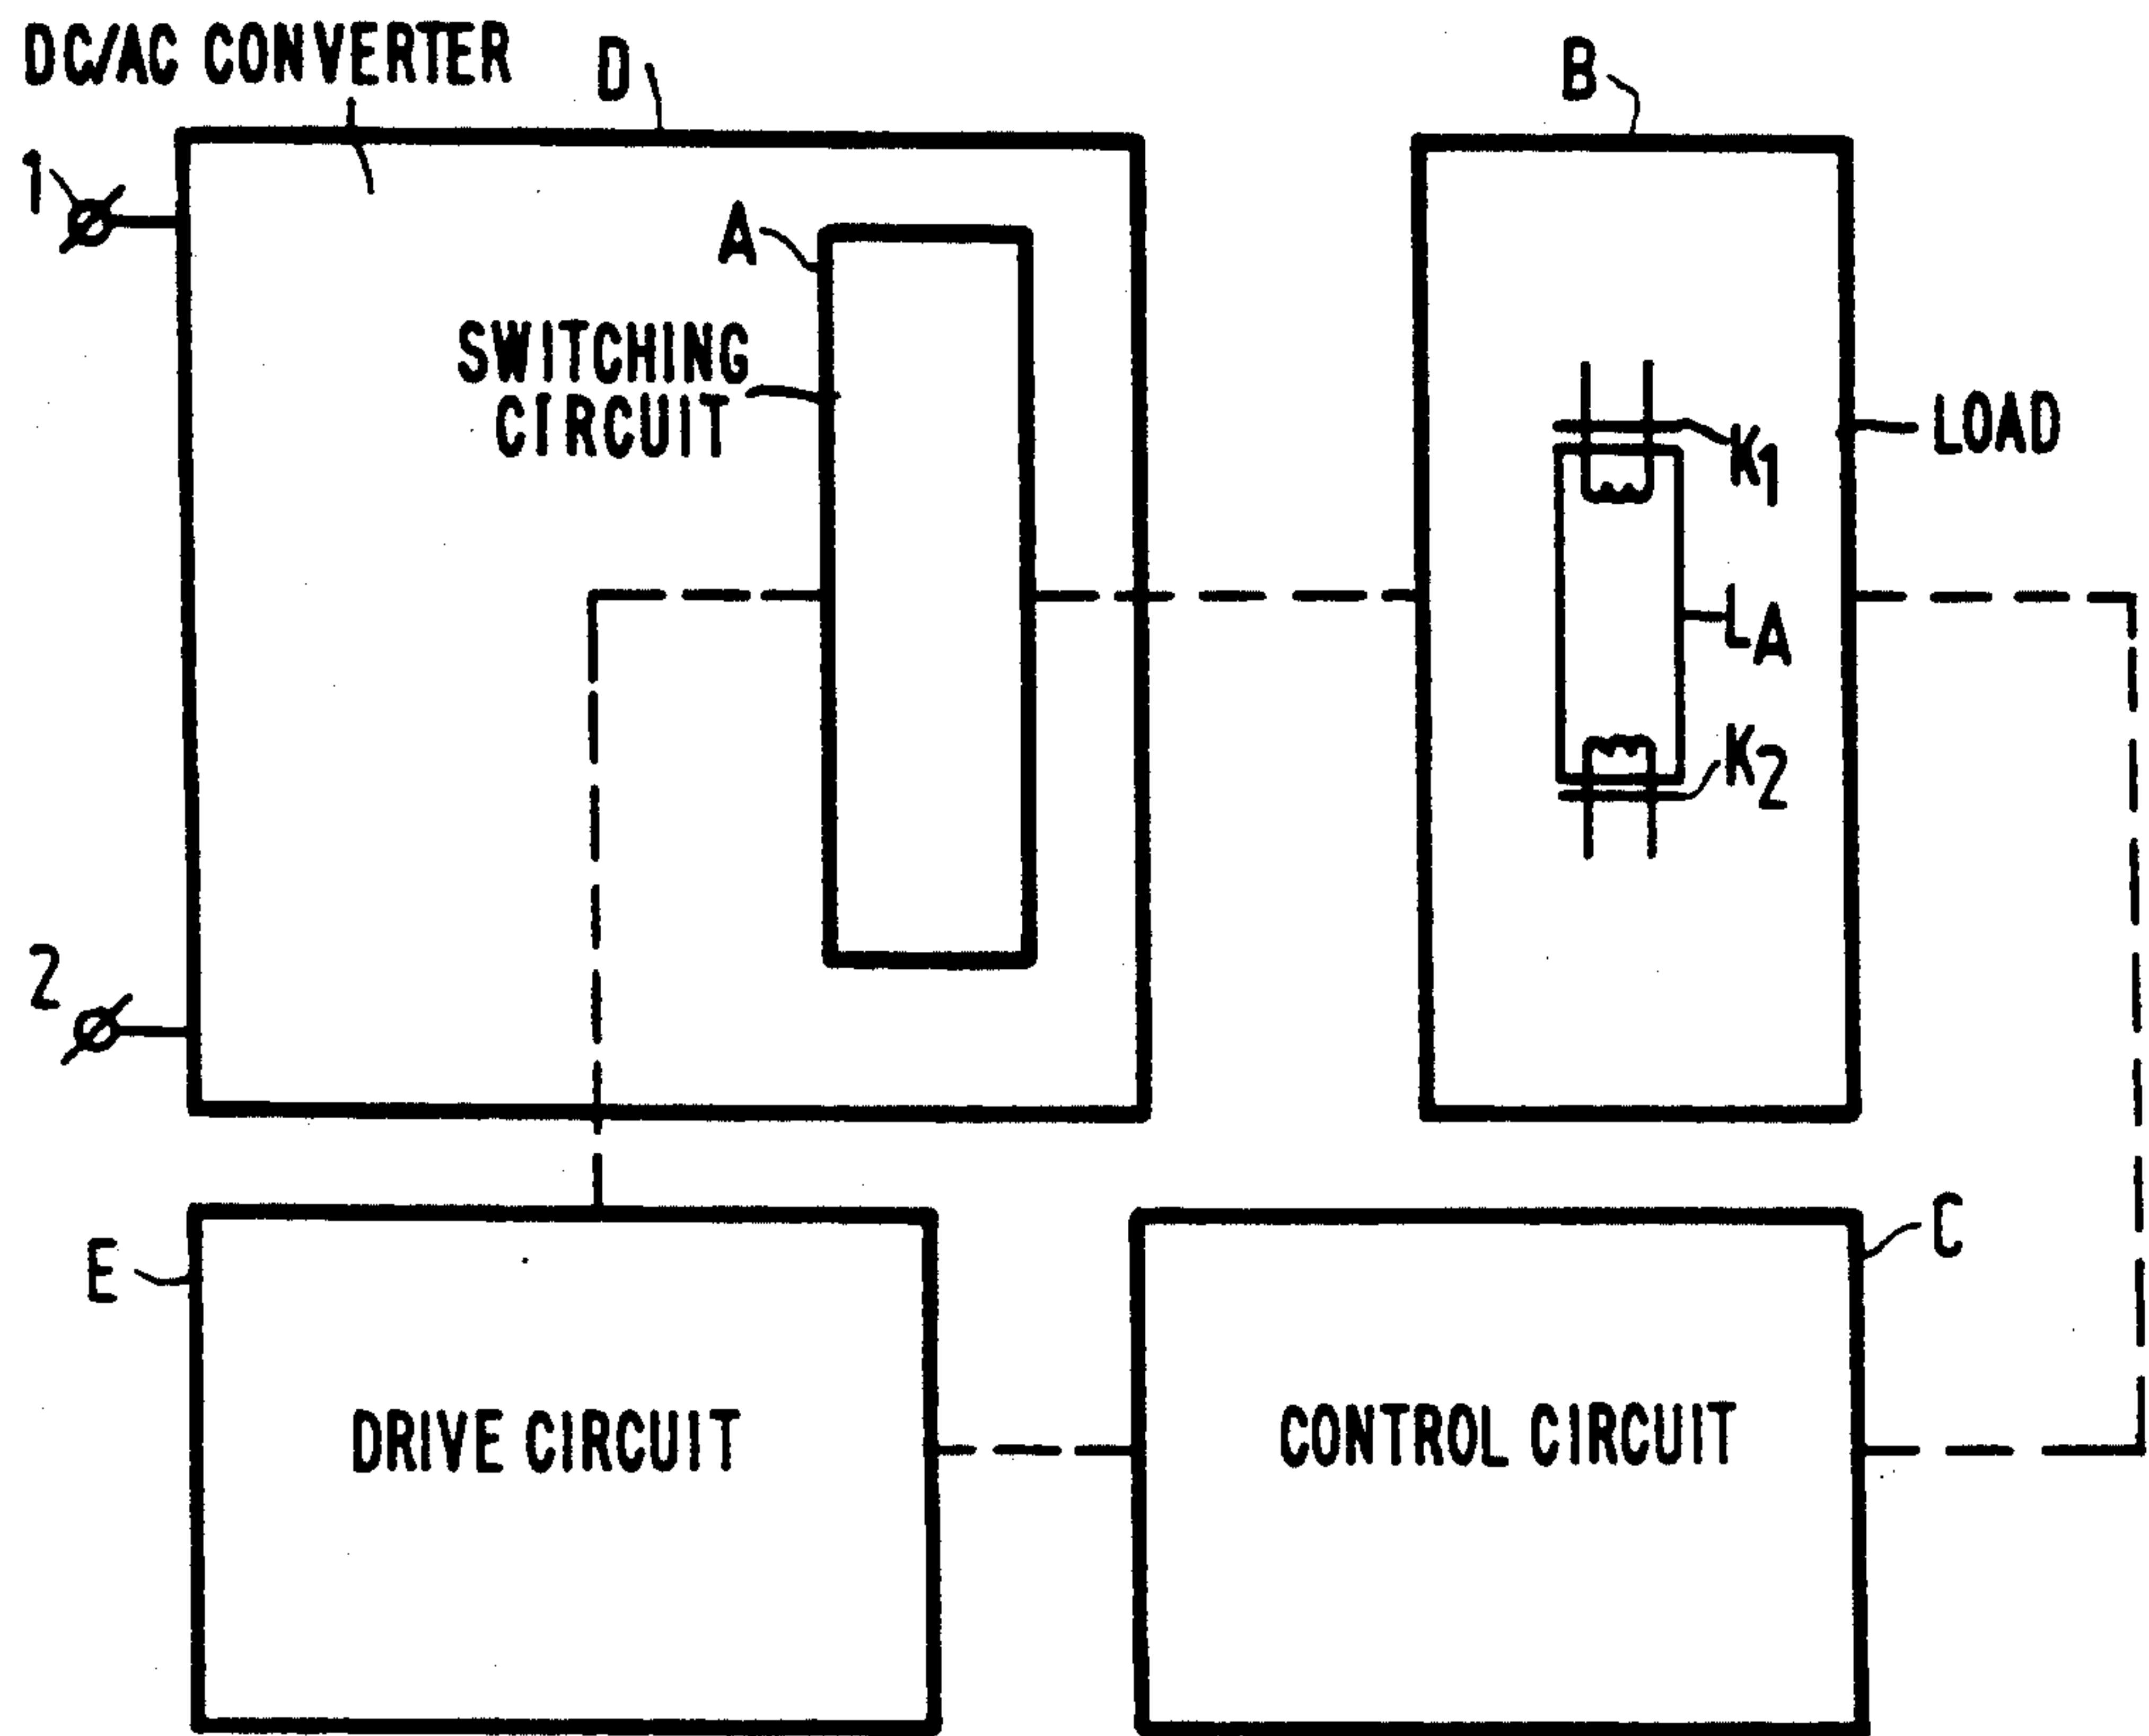 DC/AC CONVERTER
D
B
1
A
SWITCHING
CIRCUIT
K1
LOAD
LA
K2
2
E
C
DRIVE CIRCUIT
CONTROL CIRCUIT